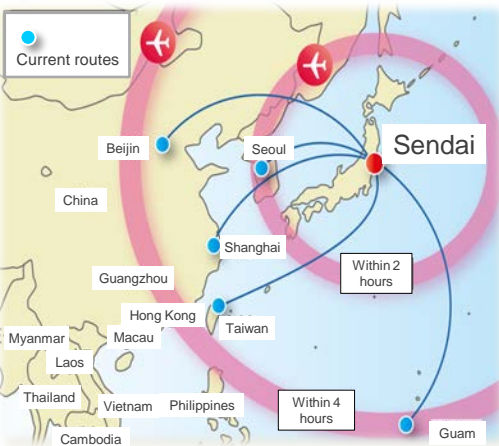 Current routes
Beijin
Seoul
Sendai
China
Shanghai
Guangzhou
Within 2
hours
Hong Kong
Taiwan
Myanmar
Macau
Laos
Thailand
Vietnam
Philippines
Within 4
hours
Cambodia
Guam